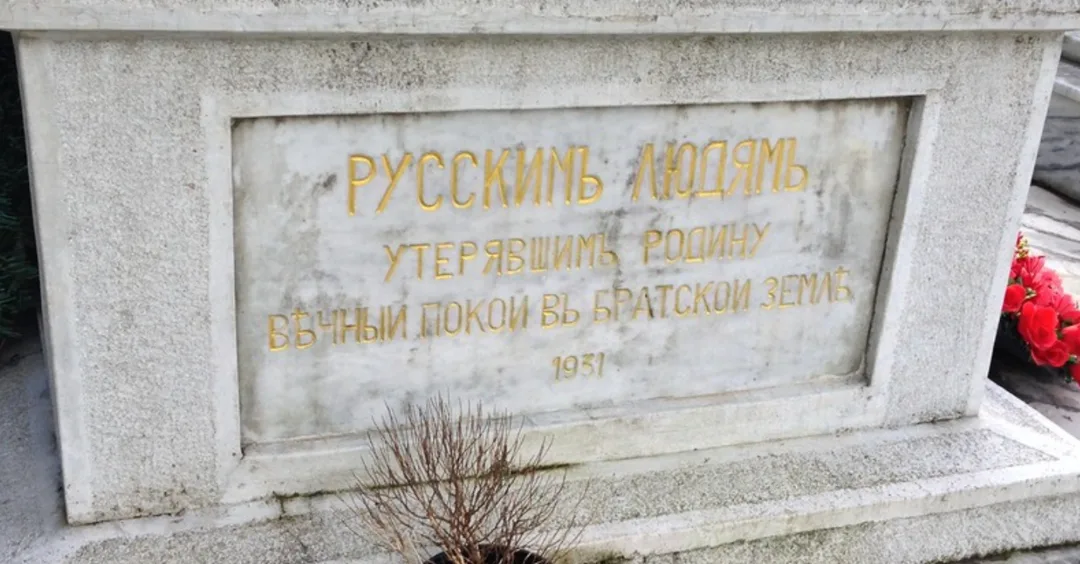 РУССКИМЪ ЛЮДЯМЪ
УТЕРЯВШИМЪ РОДИНУ
ВѢЧНЫЙ ПОКОЙ ВЪ БРАТСКОЙ ЗЕМЛѢ
1931